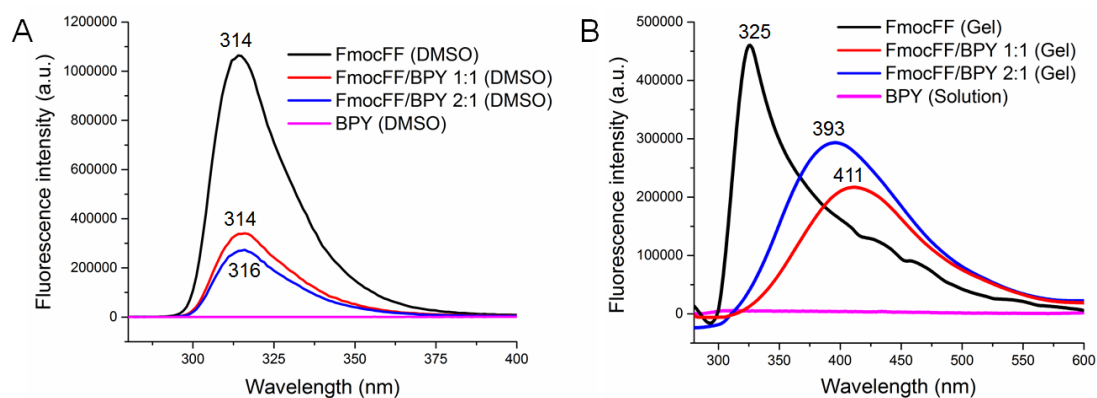 A
Fluorescence intensity (a.u.)
1200000
1000000
800000
600000
400000
200000
0
314
314
316
FmocFF (DMSO)
FmocFF/BPY 1:1 (DMSO)
FmocFF/BPY 2:1 (DMSO)
BPY (DMSO)
300 325 350 375 400
Wavelength (nm)
B
Fluorescence intensity (a.u.)
500000
400000
300000
200000
100000
0
325
393
411
FmocFF (Gel)
FmocFF/BPY 1:1 (Gel)
FmocFF/BPY 2:1 (Gel)
BPY (Solution)
300 350 400 450 500 550 600
Wavelength (nm)